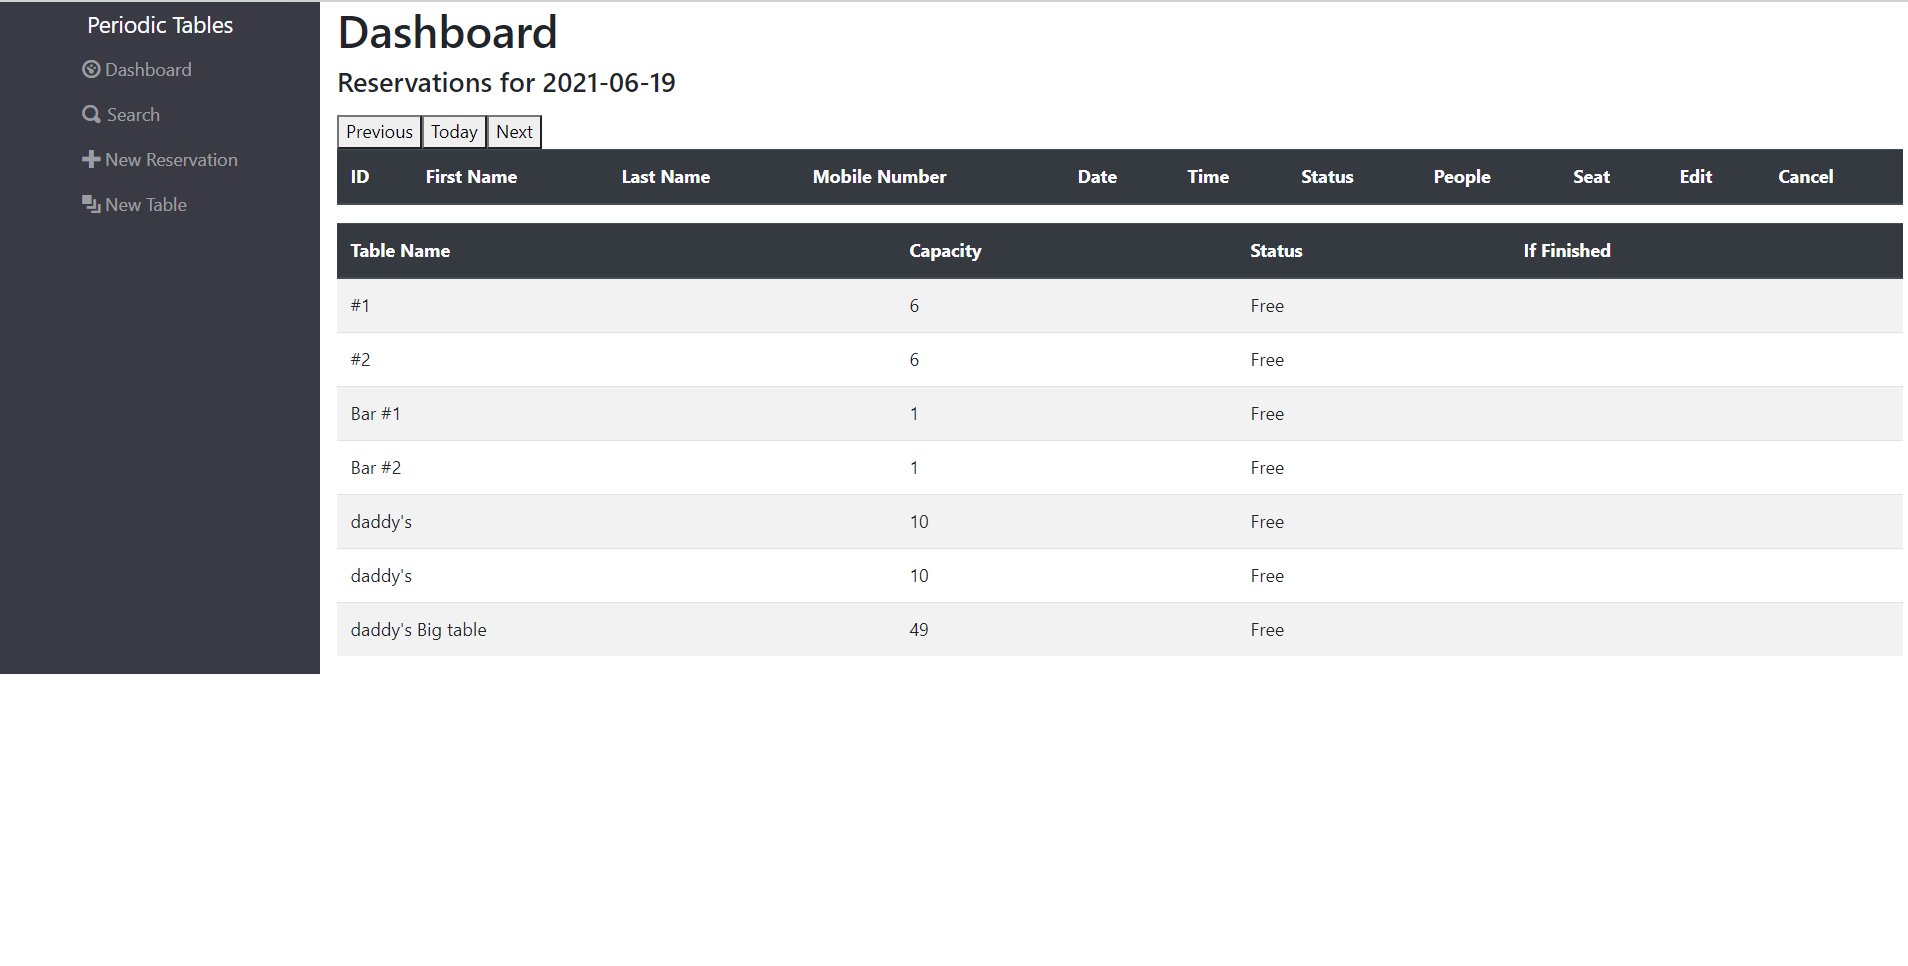 Periodic Tables
Dashboard
Search
New Reservation
New Table
Dashboard
Reservations for 2021-06-19
Previous Today Next
ID First Name Last Name Mobile Number Date Time Status People Seat Edit Cancel
Table Name Capacity Status If Finished
#1 6 Free
#2 6 Free
Bar #1 1 Free
Bar #2 1 Free
daddy's 10 Free
daddy's 10 Free
daddy's Big table 49 Free